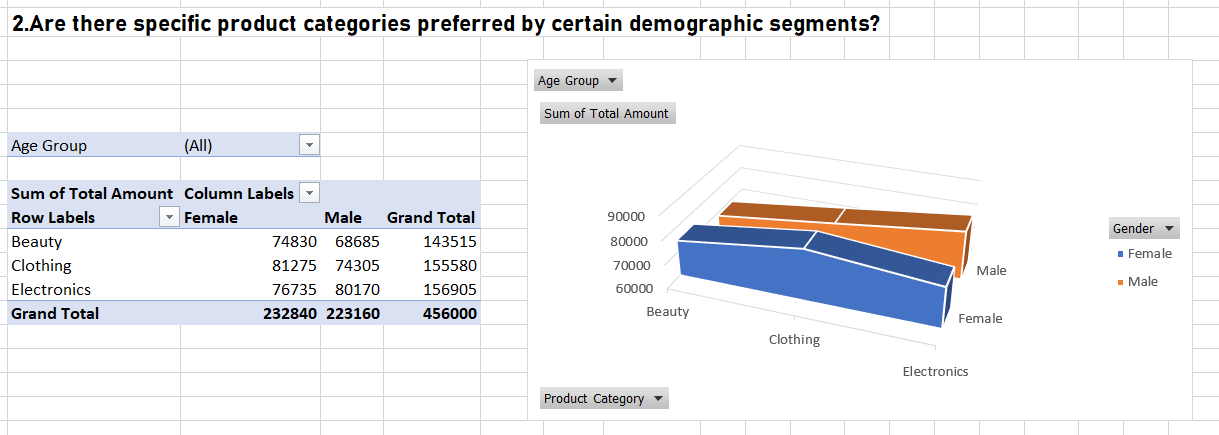 2.Are there specific product categories preferred by certain demographic segments?
Age Group (All)
Sum of Total Amount Column Labels
Row Labels Female Male Grand Total
Beauty 74830 68685 143515
Clothing 81275 74305 155580
Electronics 76735 80170 156905
Grand Total 232840 223160 456000
Age Group
Sum of Total Amount
90000
80000
70000
60000
Beauty
Clothing
Electronics
Male
Female
Gender
Female
Male
Product Category